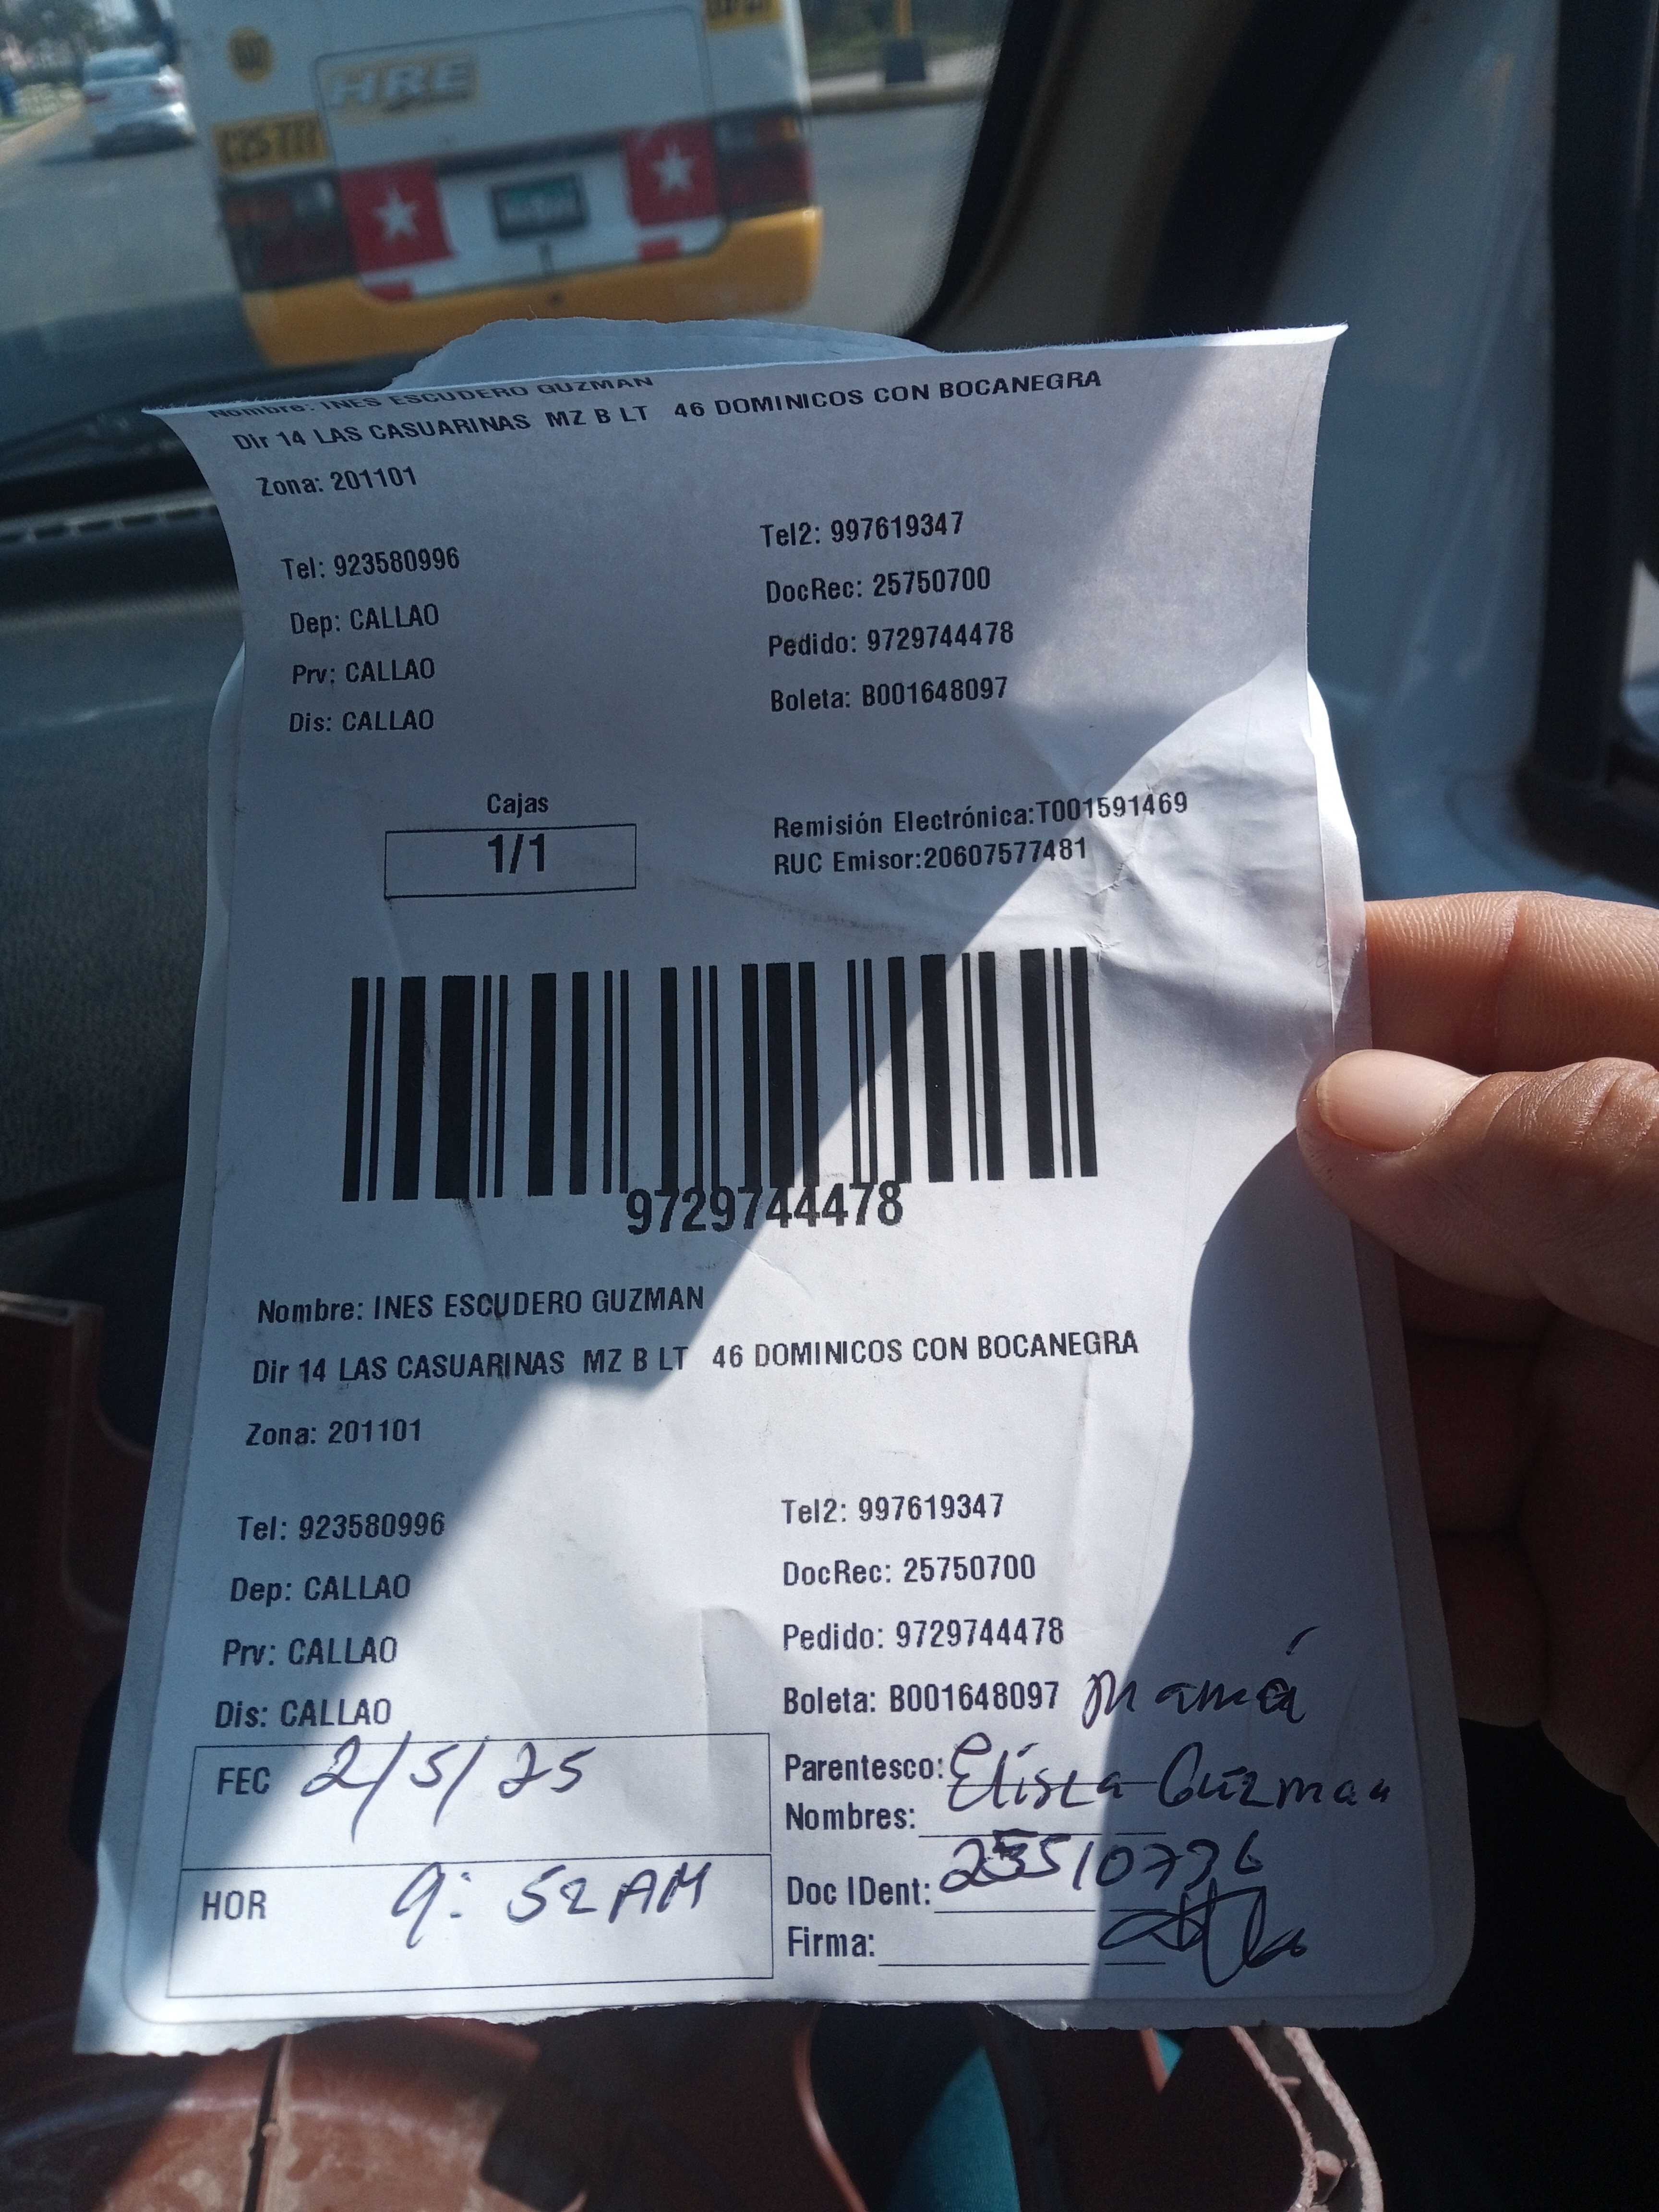 HRE
Nombre: INES ESCUDERO GUZMAN
Dir 14 LAS CASUARINAS MZ B LT 46 DOMINICOS CON BOCANEGRA
Zona: 201101
Tel: 923580996 Tel2: 997619347
Dep: CALLAO DocRec: 25750700
Prv: CALLAO Pedido: 9729744478
Dis: CALLAO Boleta: B001648097
Cajas
1/1
Remisión Electrónica:T001591469
RUC Emisor:20607577481
9729744478
Nombre: INES ESCUDERO GUZMAN
Dir 14 LAS CASUARINAS MZ B LT 46 DOMINICOS CON BOCANEGRA
Zona: 201101
Tel: 923580996 Tel2: 997619347
Dep: CALLAO DocRec: 25750700
Prv: CALLAO Pedido: 9729744478
Dis: CALLAO Boleta: B001648097 Mamá
FEC 2/5/25
HOR 9:52AM
Parentesco: Elisea Guzman
Nombres:
Doc IDent: 25510736
Firma: